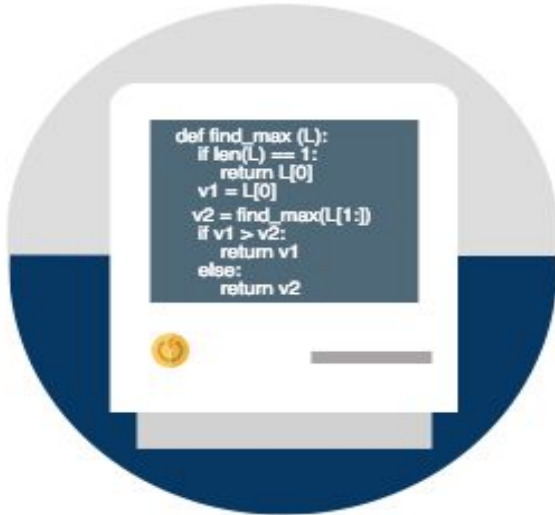 def find_max (L):
if len(L) == 1:
return L[0]
v1 = L[0]
v2 = find_max(L[1:])
if v1 > v2:
return v1
else:
return v2